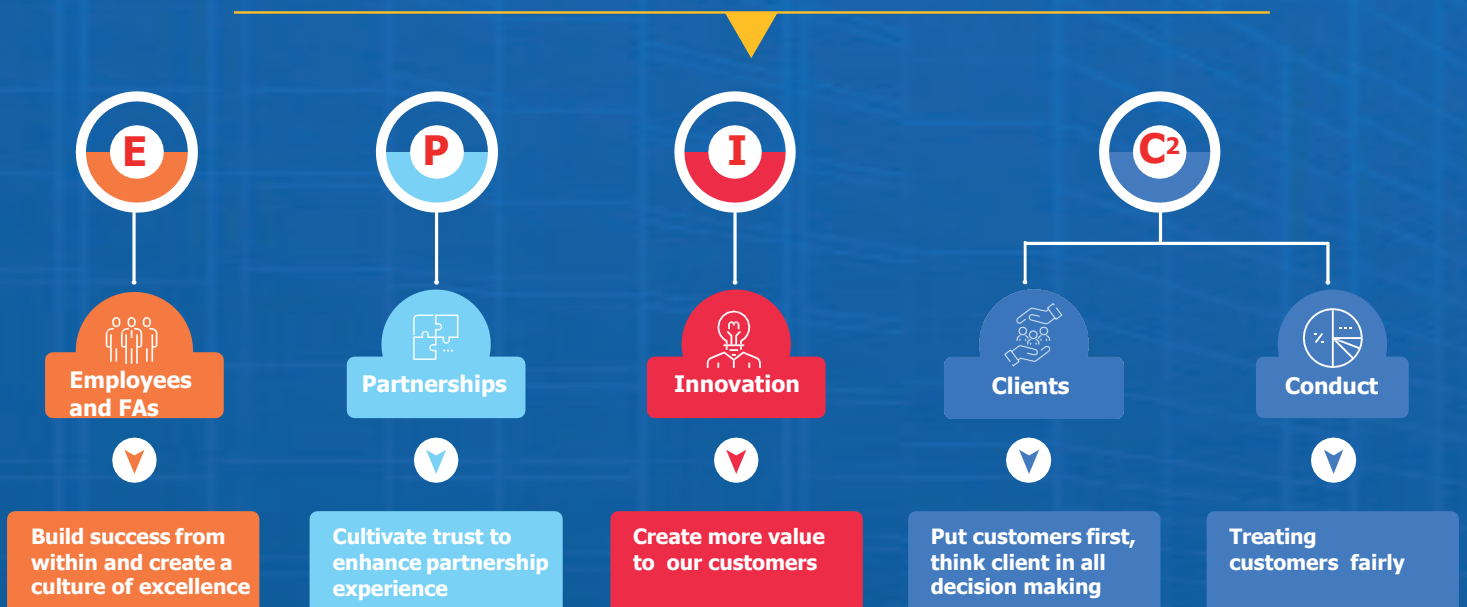 E
P
I
C²
Employees
and FAs
Partnerships
Innovation
Clients
Conduct
Build success from
within and create a
culture of excellence
Cultivate trust to
enhance partnership
experience
Create more value
to our customers
Put customers first,
think client in all
decision making
Treating
customers fairly